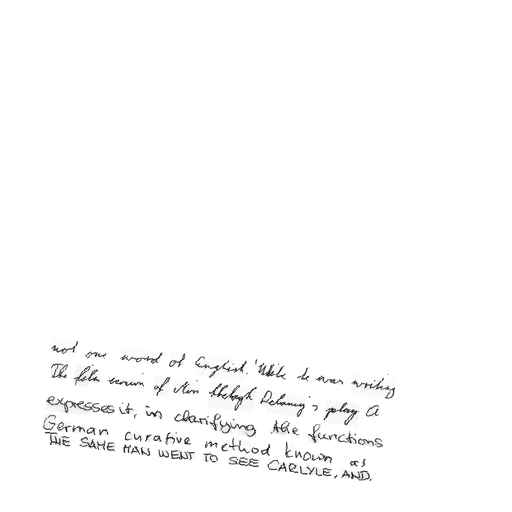 not one word of English. 'While he was writing
The film version of Miss Shelagh Delaney's play A
expresses it, in clarifying the functions
German curative method known as
THE SAME MAN WENT TO SEE CARLYLE, AND.